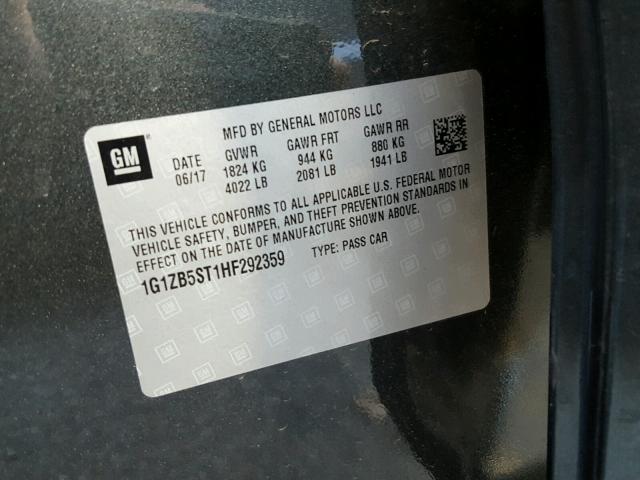 MFD BY GENERAL MOTORS LLC
GM
DATE GVWR GAWR FRT GAWR RR
06/17 1824 KG 944 KG 880 KG
4022 LB 2081 LB 1941 LB
THIS VEHICLE CONFORMS TO ALL APPLICABLE U.S. FEDERAL MOTOR
VEHICLE SAFETY, BUMPER, AND THEFT PREVENTION STANDARDS IN
EFFECT ON THE DATE OF MANUFACTURE SHOWN ABOVE.
1G1ZB5ST1HF292359 TYPE: PASS CAR